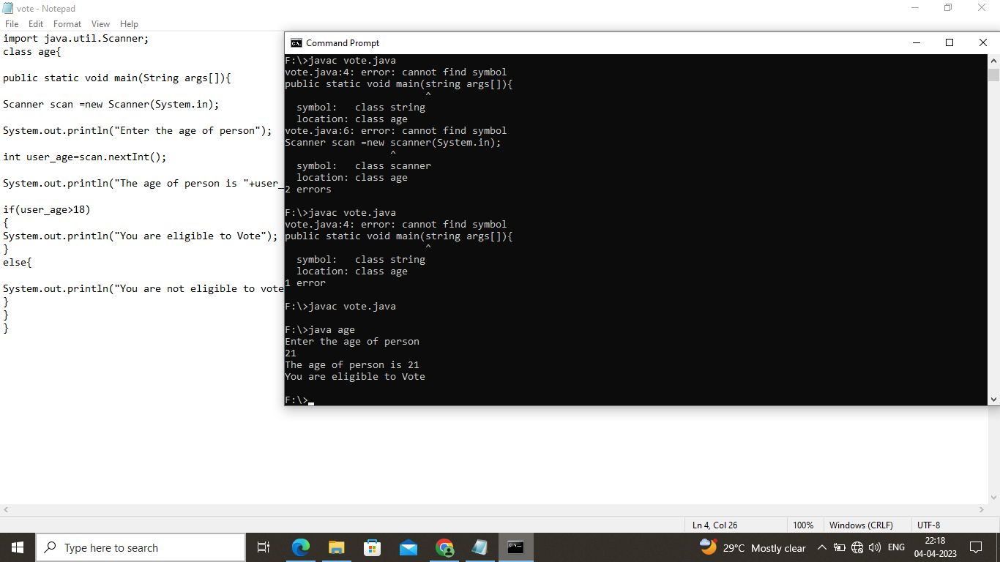 vote - Notepad
File Edit Format View Help
import java.util.Scanner;
class age{
public static void main(String args[]){
Scanner scan =new Scanner(System.in);
System.out.println("Enter the age of person");
int user_age=scan.nextInt();
System.out.println("The age of person is "+user_
if(user_age>18)
{
System.out.println("You are eligible to Vote");
}
else{
System.out.println("You are not eligible to vote
}
}
}
Command Prompt
F:\>javac vote.java
vote.java:4: error: cannot find symbol
public static void main(string args[]){
^
symbol:   class string
location: class age
vote.java:6: error: cannot find symbol
Scanner scan =new scanner(System.in);
^
symbol:   class scanner
location: class age
2 errors
F:\>javac vote.java
vote.java:4: error: cannot find symbol
public static void main(string args[]){
^
symbol:   class string
location: class age
1 error
F:\>javac vote.java
F:\>java age
Enter the age of person
21
The age of person is 21
You are eligible to Vote
F:\>
Ln 4, Col 26 100% Windows (CRLF) UTF-8
Type here to search
29°C Mostly clear
ENG
22:18
04-04-2023